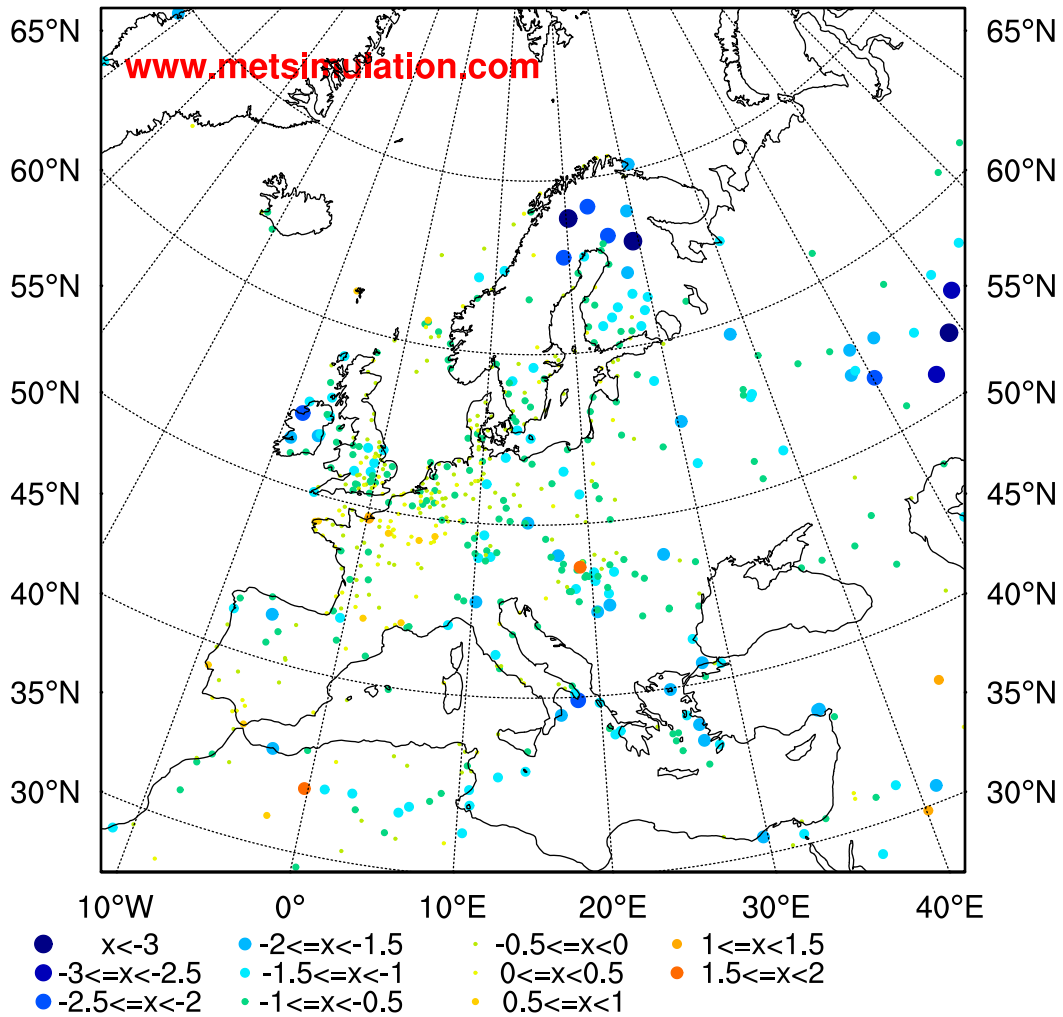 65°N 65°N
www.metsimulation.com
60°N 60°N
55°N 55°N
50°N 50°N
45°N 45°N
40°N 40°N
35°N 35°N
30°N 30°N
10°W 0° 10°E 20°E 30°E 40°E
x<-3 -2<=x<-1.5 -0.5<=x<0 1<=x<1.5
-3<=x<-2.5 -1.5<=x<-1 0<=x<0.5 1.5<=x<2
-2.5<=x<-2 -1<=x<-0.5 0.5<=x<1